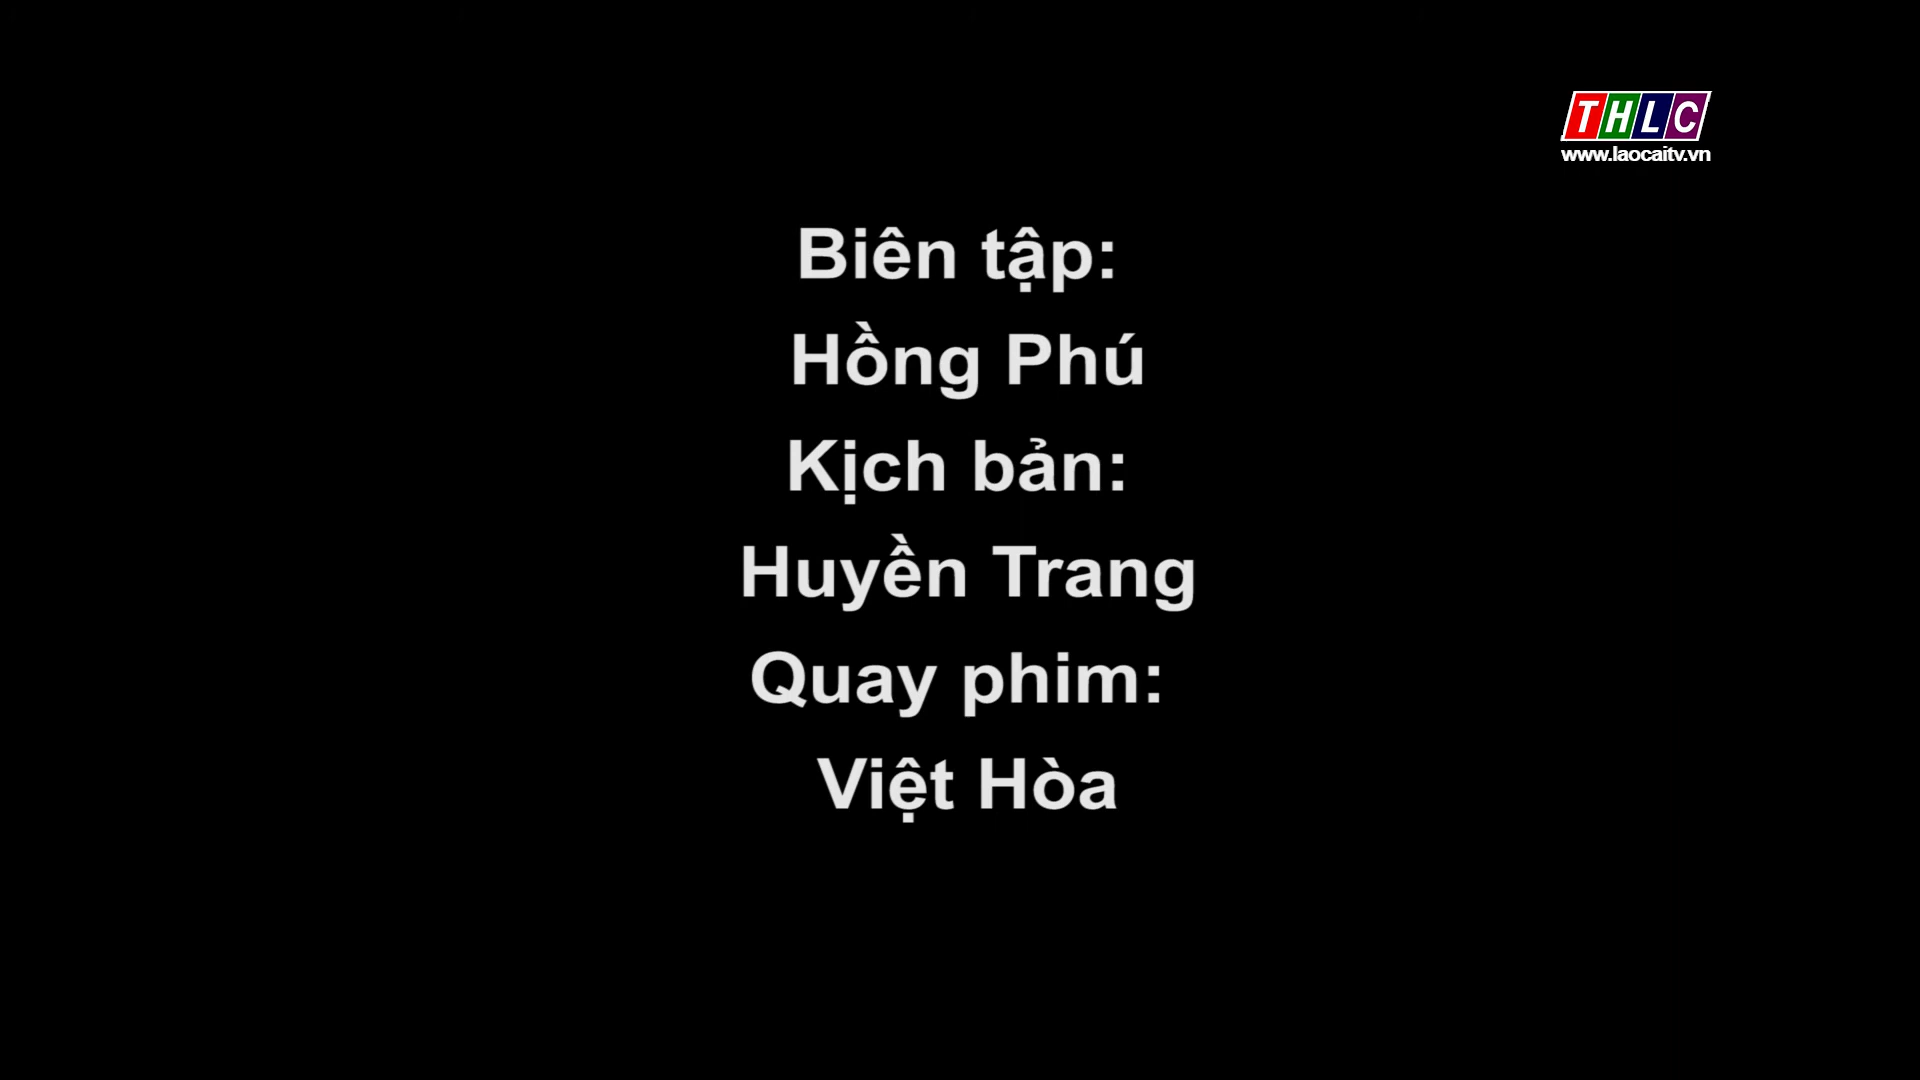 THLC
www.laocaitv.vn
Biên tập:
Hồng Phú
Kịch bản:
Huyền Trang
Quay phim:
Việt Hòa